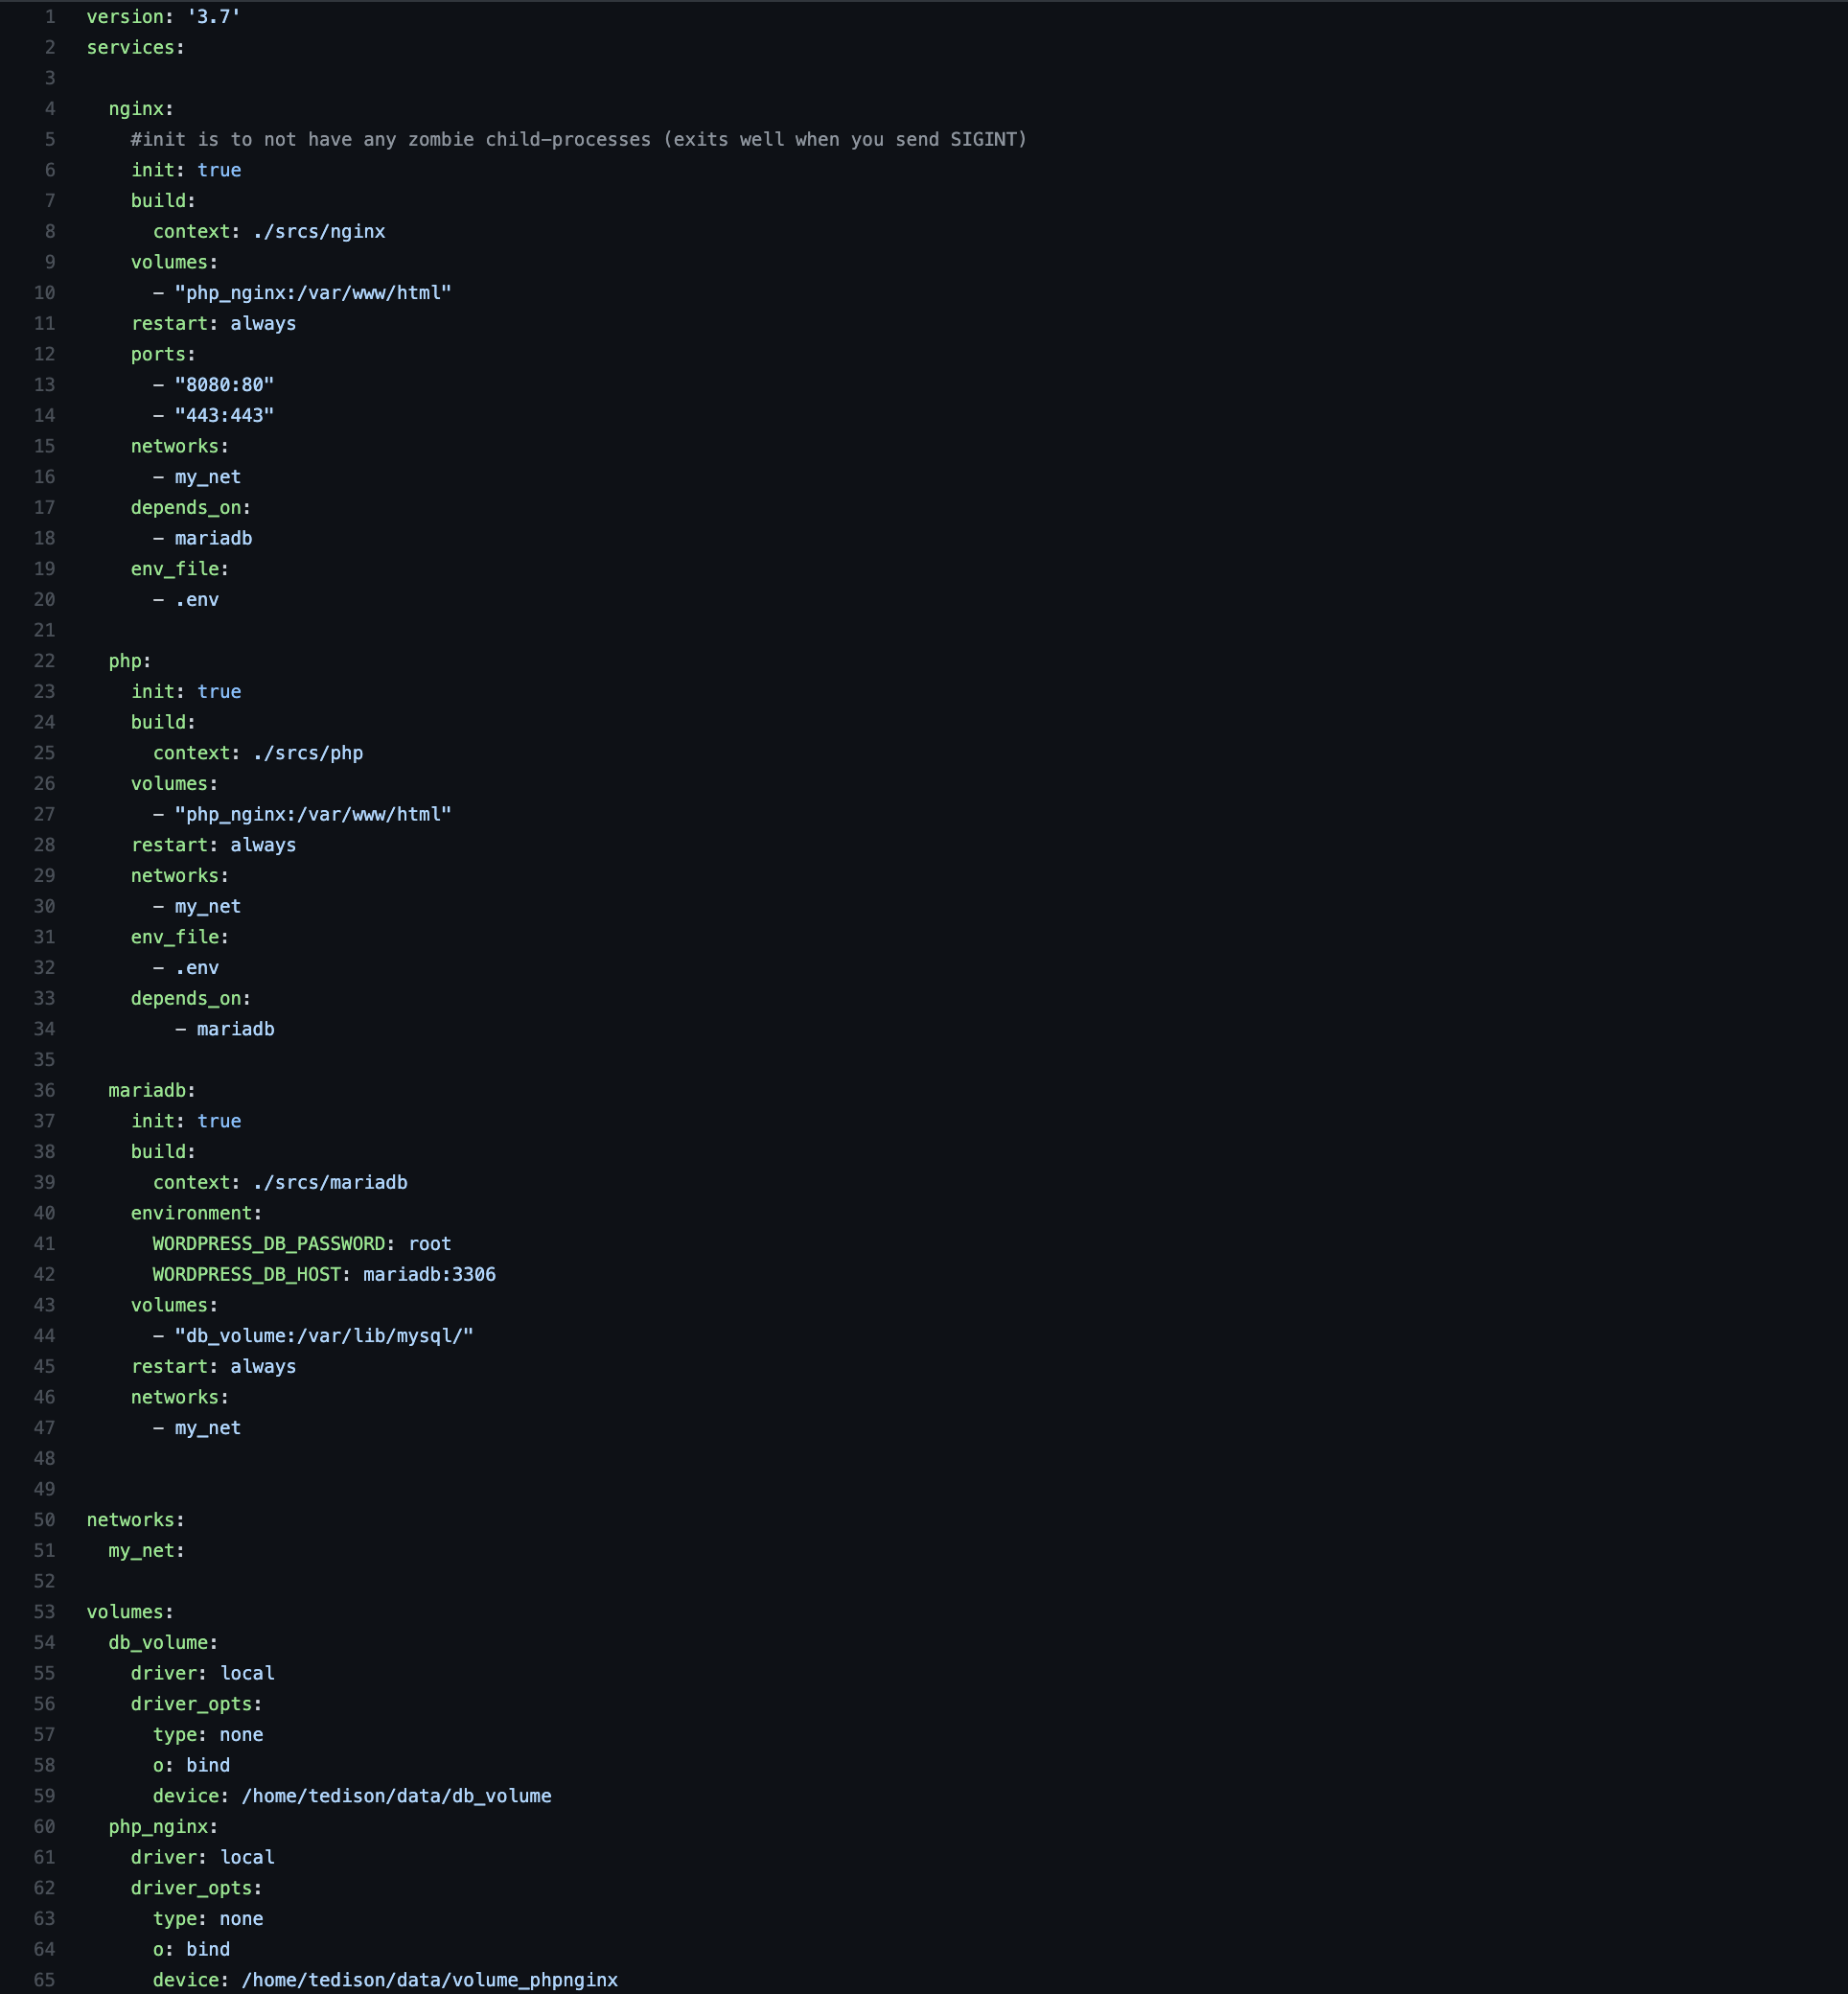 1 version: '3.7'
2 services:
3
4   nginx:
5     #init is to not have any zombie child-processes (exits well when you send SIGINT)
6     init: true
7     build:
8       context: ./srcs/nginx
9     volumes:
10       - "php_nginx:/var/www/html"
11     restart: always
12     ports:
13       - "8080:80"
14       - "443:443"
15     networks:
16       - my_net
17     depends_on:
18       - mariadb
19     env_file:
20       - .env
21
22   php:
23     init: true
24     build:
25       context: ./srcs/php
26     volumes:
27       - "php_nginx:/var/www/html"
28     restart: always
29     networks:
30       - my_net
31     env_file:
32       - .env
33     depends_on:
34         - mariadb
35
36   mariadb:
37     init: true
38     build:
39       context: ./srcs/mariadb
40     environment:
41       WORDPRESS_DB_PASSWORD: root
42       WORDPRESS_DB_HOST: mariadb:3306
43     volumes:
44       - "db_volume:/var/lib/mysql/"
45     restart: always
46     networks:
47       - my_net
48
49
50 networks:
51   my_net:
52
53 volumes:
54   db_volume:
55     driver: local
56     driver_opts:
57       type: none
58       o: bind
59       device: /home/tedison/data/db_volume
60   php_nginx:
61     driver: local
62     driver_opts:
63       type: none
64       o: bind
65       device: /home/tedison/data/volume_phpnginx